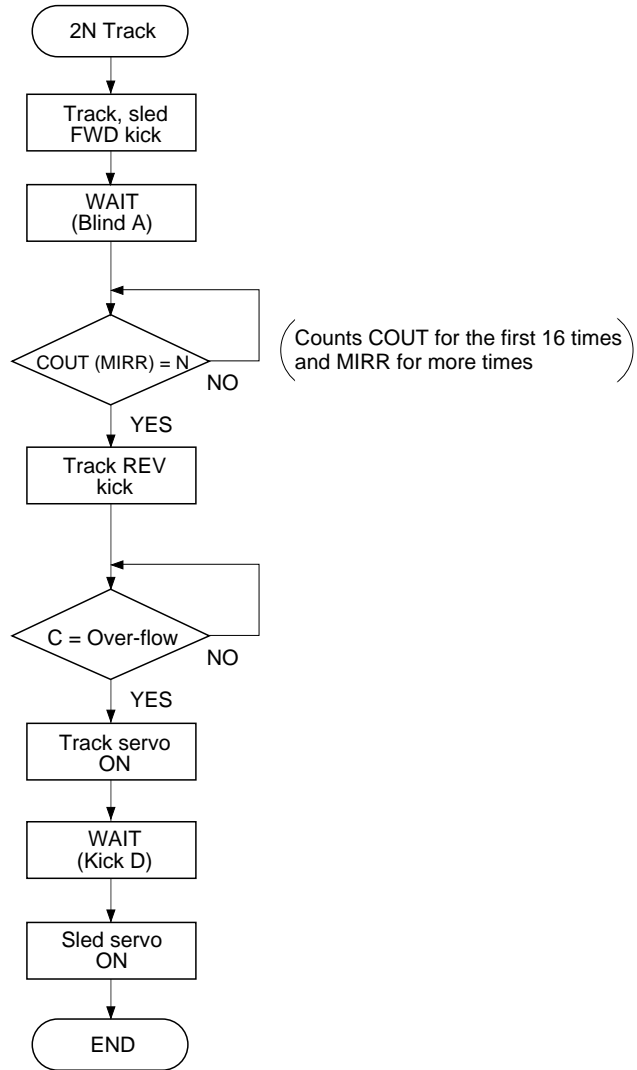 2N Track
Track, sled
FWD kick
WAIT
(Blind A)
COUT (MIRR) = N
NO
Counts COUT for the first 16 times
and MIRR for more times
YES
Track REV
kick
C = Over-flow
NO
YES
Track servo
ON
WAIT
(Kick D)
Sled servo
ON
END